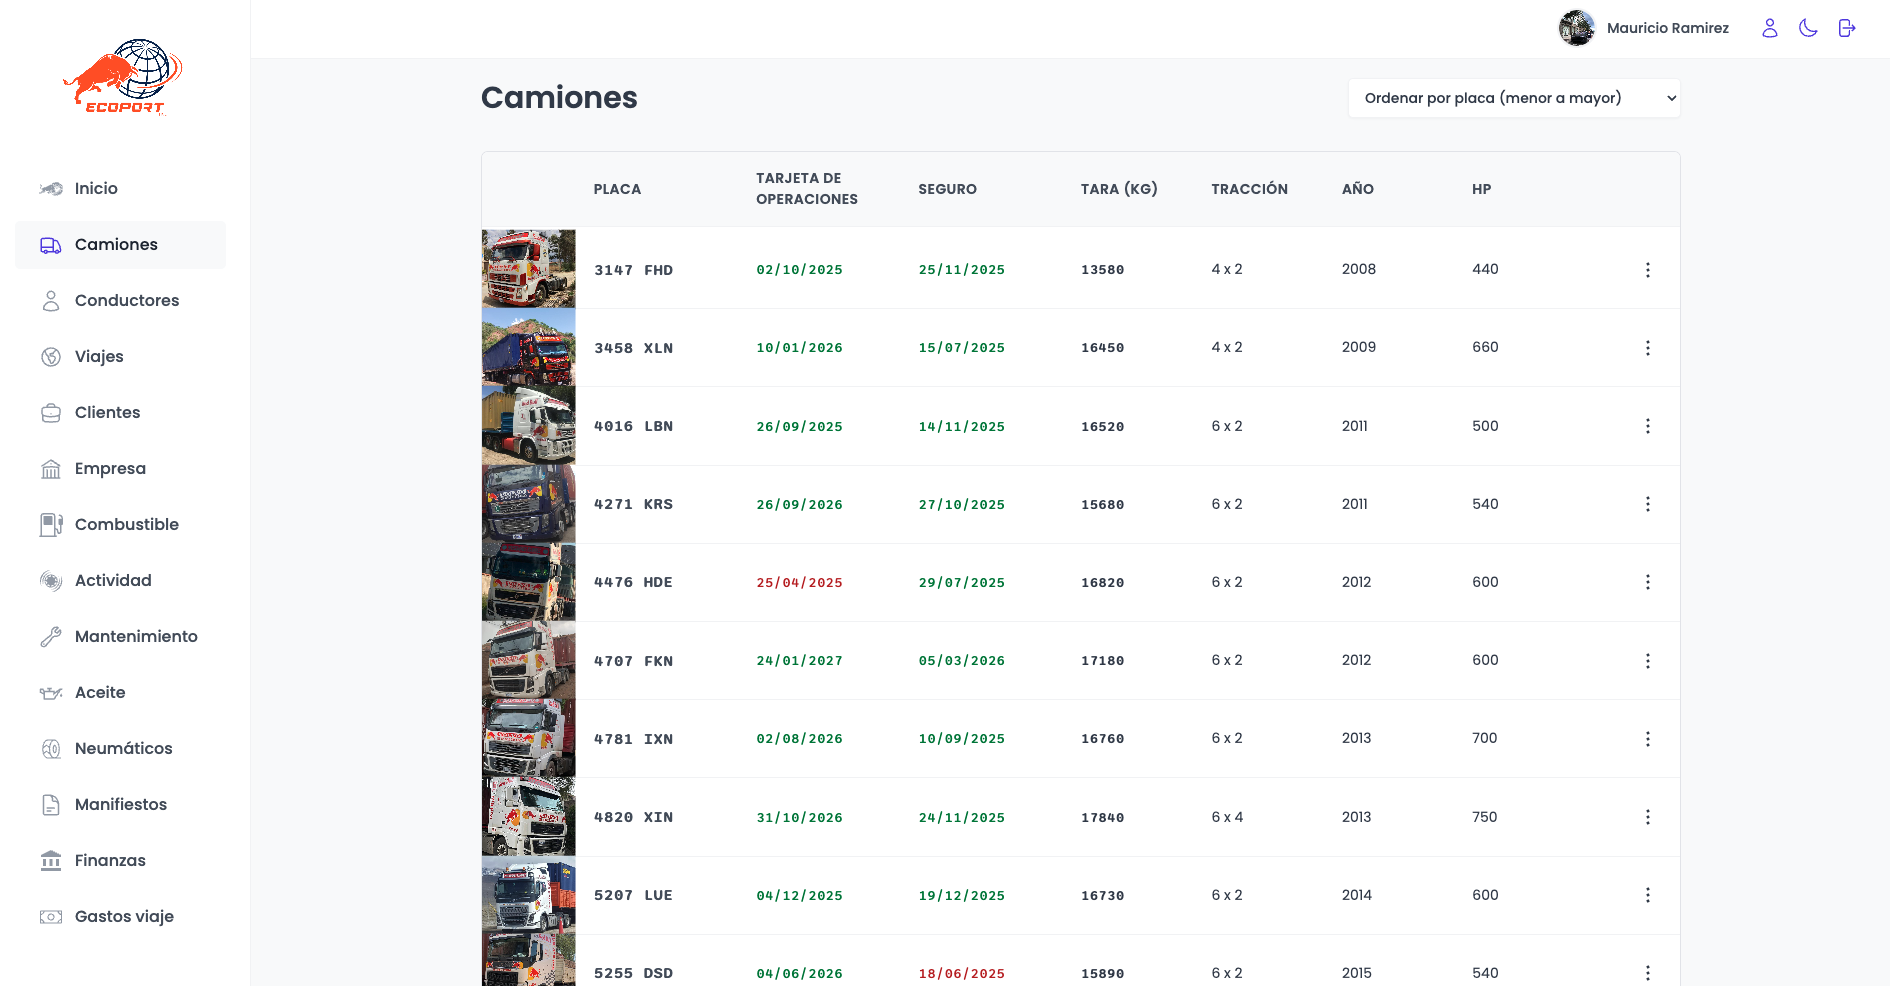 ECOPORT
Mauricio Ramirez
Inicio
Camiones
Conductores
Viajes
Clientes
Empresa
Combustible
Actividad
Mantenimiento
Aceite
Neumáticos
Manifiestos
Finanzas
Gastos viaje
Camiones
Ordenar por placa (menor a mayor)
PLACA TARJETA DE OPERACIONES SEGURO TARA (KG) TRACCIÓN AÑO HP
3147 FHD 02/10/2025 25/11/2025 13580 4 x 2 2008 440
3458 XLN 10/01/2026 15/07/2025 16450 4 x 2 2009 660
4016 LBN 26/09/2025 14/11/2025 16520 6 x 2 2011 500
4271 KRS 26/09/2026 27/10/2025 15680 6 x 2 2011 540
4476 HDE 25/04/2025 29/07/2025 16820 6 x 2 2012 600
4707 FKN 24/01/2027 05/03/2026 17180 6 x 2 2012 600
4781 IXN 02/08/2026 10/09/2025 16760 6 x 2 2013 700
4820 XIN 31/10/2026 24/11/2025 17840 6 x 4 2013 750
5207 LUE 04/12/2025 19/12/2025 16730 6 x 2 2014 600
5255 DSD 04/06/2026 18/06/2025 15890 6 x 2 2015 540